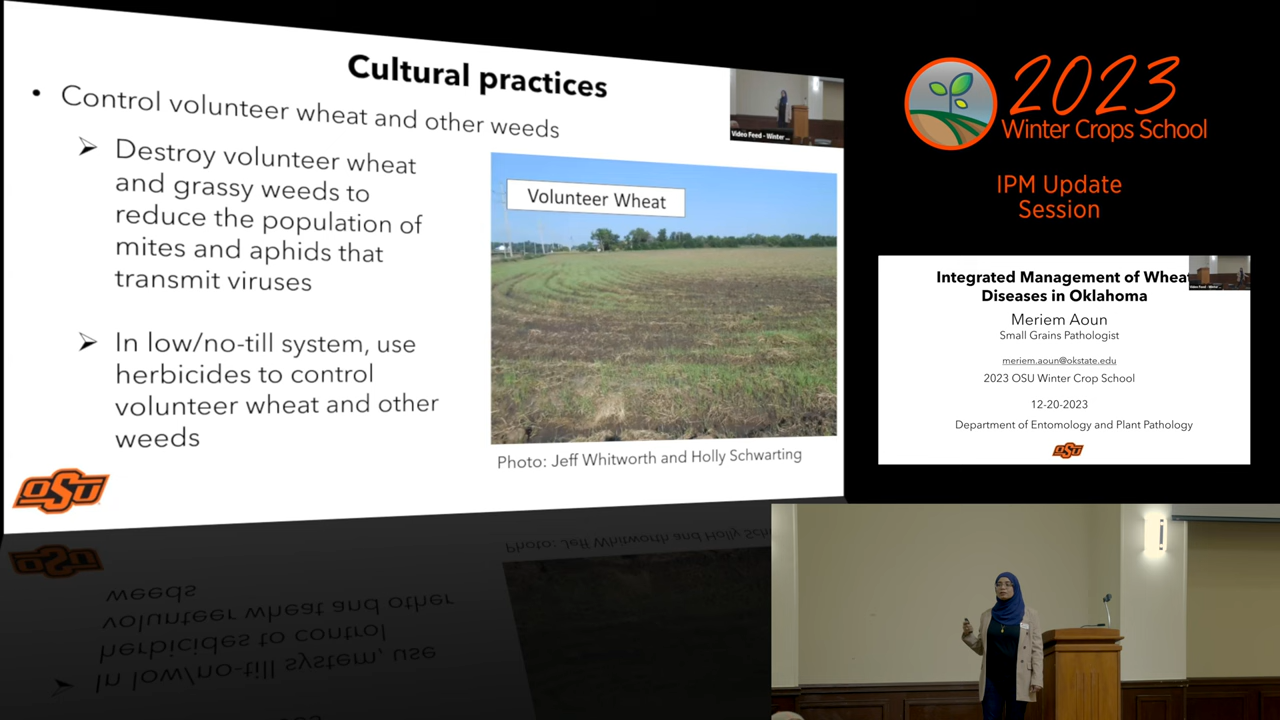 Cultural practices
• Control volunteer wheat and other weeds
➢ Destroy volunteer wheat
and grassy weeds to
reduce the population of
mites and aphids that
transmit viruses
➢ In low/no-till system, use
herbicides to control
volunteer wheat and other
weeds
Video Feed - Winter ...
Volunteer Wheat
Photo: Jeff Whitworth and Holly Schwarting
OSU
2023
Winter Crops School
IPM Update
Session
Integrated Management of Wheat
Diseases in Oklahoma
Meriem Aoun
Small Grains Pathologist
meriem.aoun@okstate.edu
2023 OSU Winter Crop School
12-20-2023
Department of Entomology and Plant Pathology
OSU